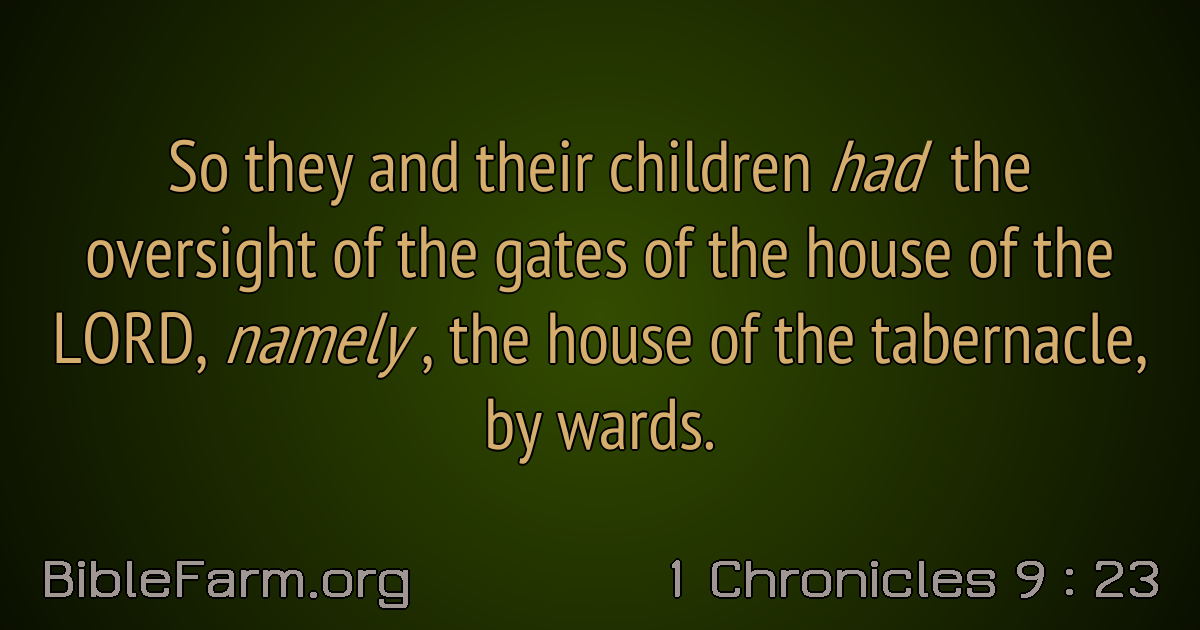 So they and their children had the
oversight of the gates of the house of the
LORD, namely , the house of the tabernacle,
by wards.
BibleFarm.org
1 Chronicles 9 : 23